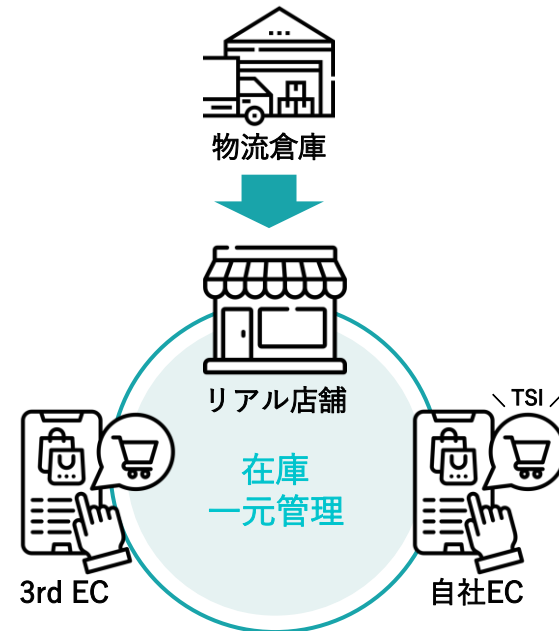 物流倉庫
リアル店舗
\ TSI /
在庫
一元管理
3rd EC
自社EC